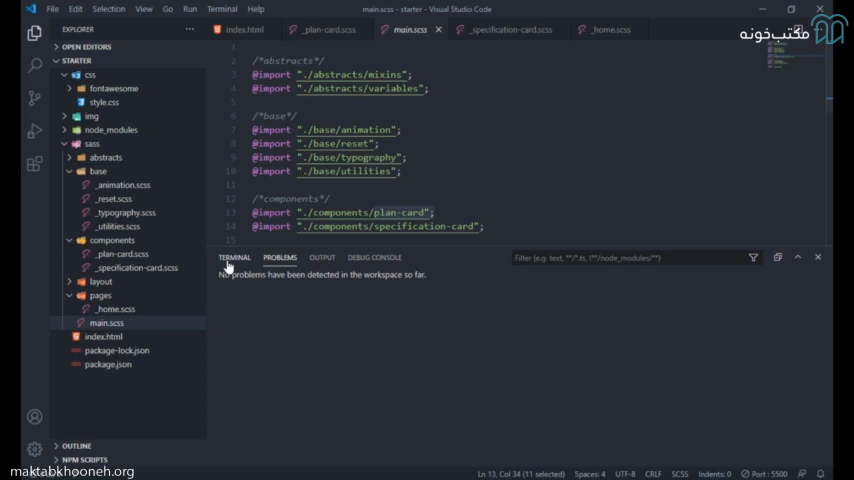 File Edit Selection View Go Run Terminal Help main.scss - starter - Visual Studio Code
مکتب‌خونه
EXPLORER
OPEN EDITORS
STARTER
css
fontawesome
style.css
img
node_modules
sass
abstracts
base
_animation.scss
_reset.scss
_typography.scss
_utilities.scss
components
_plan-card.scss
_specification-card.scss
layout
pages
_home.scss
main.scss
index.html
package-lock.json
package.json
OUTLINE
NPM SCRIPTS
index.html _plan-card.scss main.scss _specification-card.scss _home.scss
1
2 /*abstracts*/
3 @import "./abstracts/mixins";
4 @import "./abstracts/variables";
5
6 /*base*/
7 @import "./base/animation";
8 @import "./base/reset";
9 @import "./base/typography";
10 @import "./base/utilities";
11
12 /*components*/
13 @import "./components/plan-card";
14 @import "./components/specification-card";
15
TERMINAL PROBLEMS OUTPUT DEBUG CONSOLE Filter (e.g. text, **/*.ts, !**/node_modules/**)
No problems have been detected in the workspace so far.
Ln 13, Col 34 (11 selected) Spaces: 4 UTF-8 CRLF SCSS Indents: 0 Port : 5500
maktabkhooneh.org